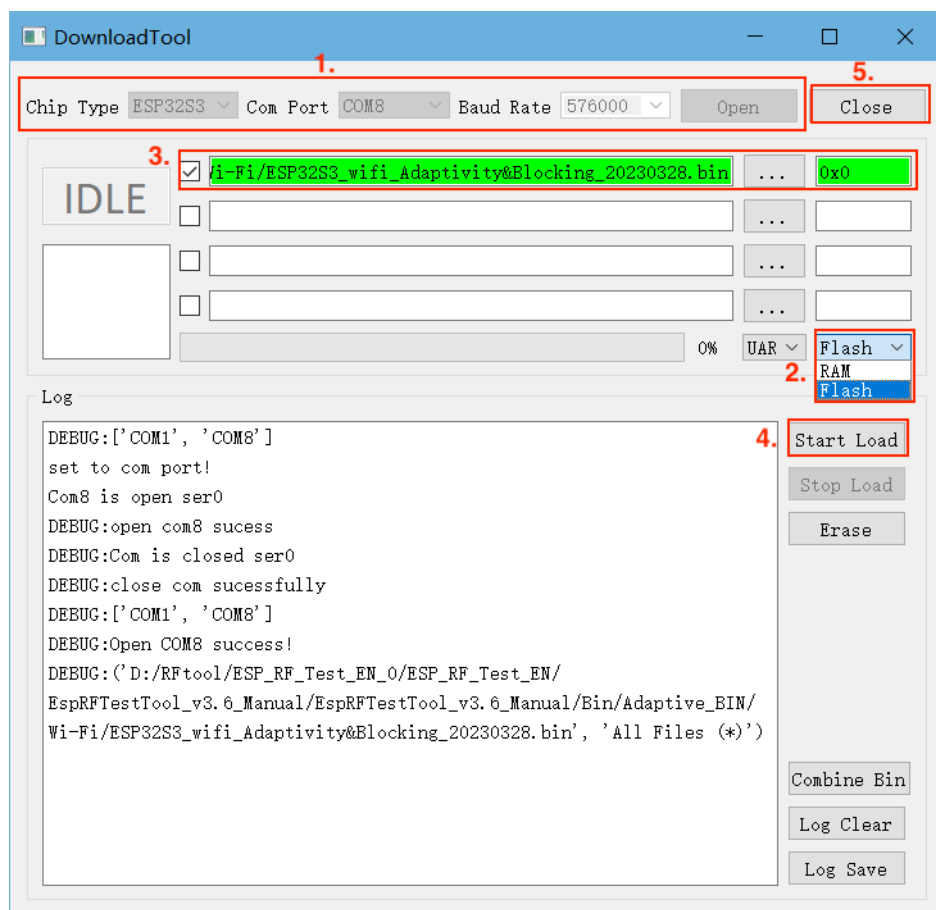 DownloadTool
1.
5.
Chip Type ESP32S3 Com Port COM8 Baud Rate 576000 Open Close
3.
/i-Fi/ESP32S3_wifi_Adaptivity&Blocking_20230328.bin ... 0x0
IDLE
...
...
...
0% UAR Flash
2.
RAM
Flash
Log
4.
Start Load
Stop Load
Erase
DEBUG:['COM1', 'COM8']
set to com port!
Com8 is open ser0
DEBUG:open com8 sucess
DEBUG:Com is closed ser0
DEBUG:close com sucessfully
DEBUG:['COM1', 'COM8']
DEBUG:Open COM8 success!
DEBUG:('D:/RFtool/ESP_RF_Test_EN_0/ESP_RF_Test_EN/
EspRFTestTool_v3.6_Manual/EspRFTestTool_v3.6_Manual/Bin/Adaptive_BIN/
Wi-Fi/ESP32S3_wifi_Adaptivity&Blocking_20230328.bin', 'All Files (*)')
Combine Bin
Log Clear
Log Save